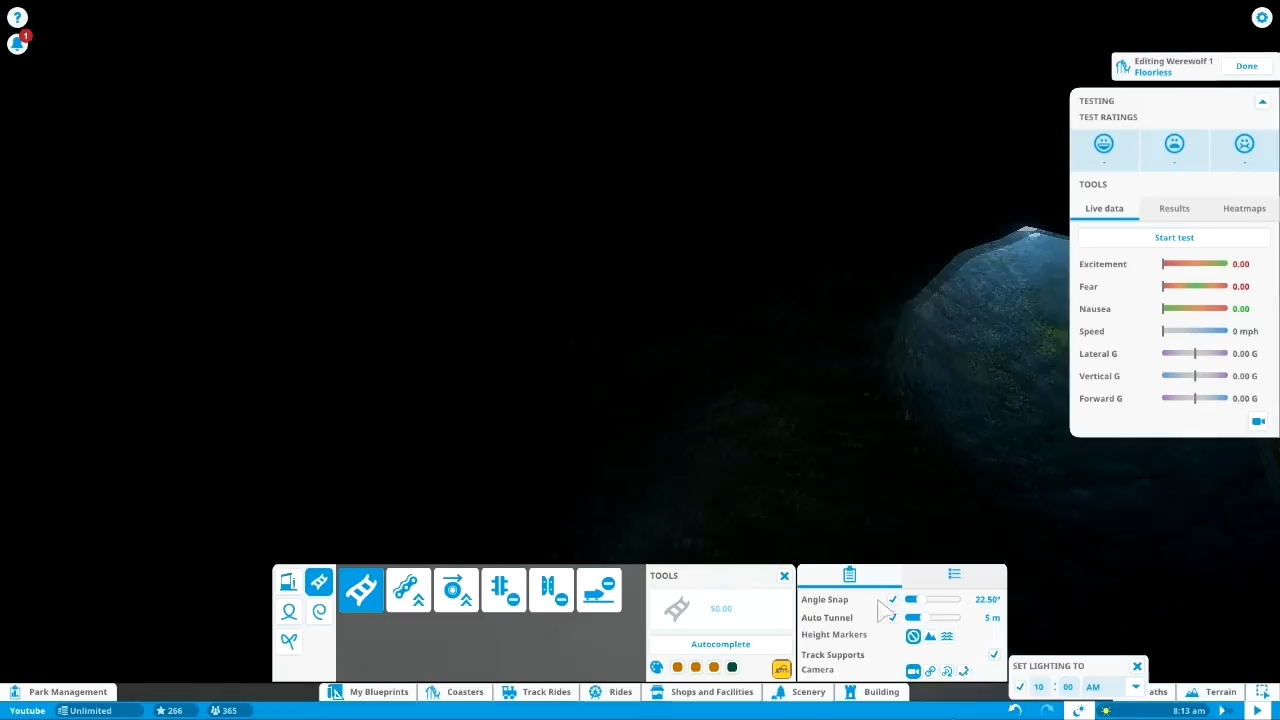 ?
1
Editing Werewolf 1
Floorless
Done
TESTING
TEST RATINGS
-
-
-
TOOLS
Live data
Results
Heatmaps
Start test
Excitement 0.00
Fear 0.00
Nausea 0.00
Speed 0 mph
Lateral G 0.00 G
Vertical G 0.00 G
Forward G 0.00 G
TOOLS
$0.00
Autocomplete
Angle Snap 22.50°
Auto Tunnel 5 m
Height Markers
Track Supports
Camera
SET LIGHTING TO
10 : 00 AM
Park Management
My Blueprints
Coasters
Track Rides
Rides
Shops and Facilities
Scenery
Building
aths
Terrain
Youtube
Unlimited
266
365
8:13 am